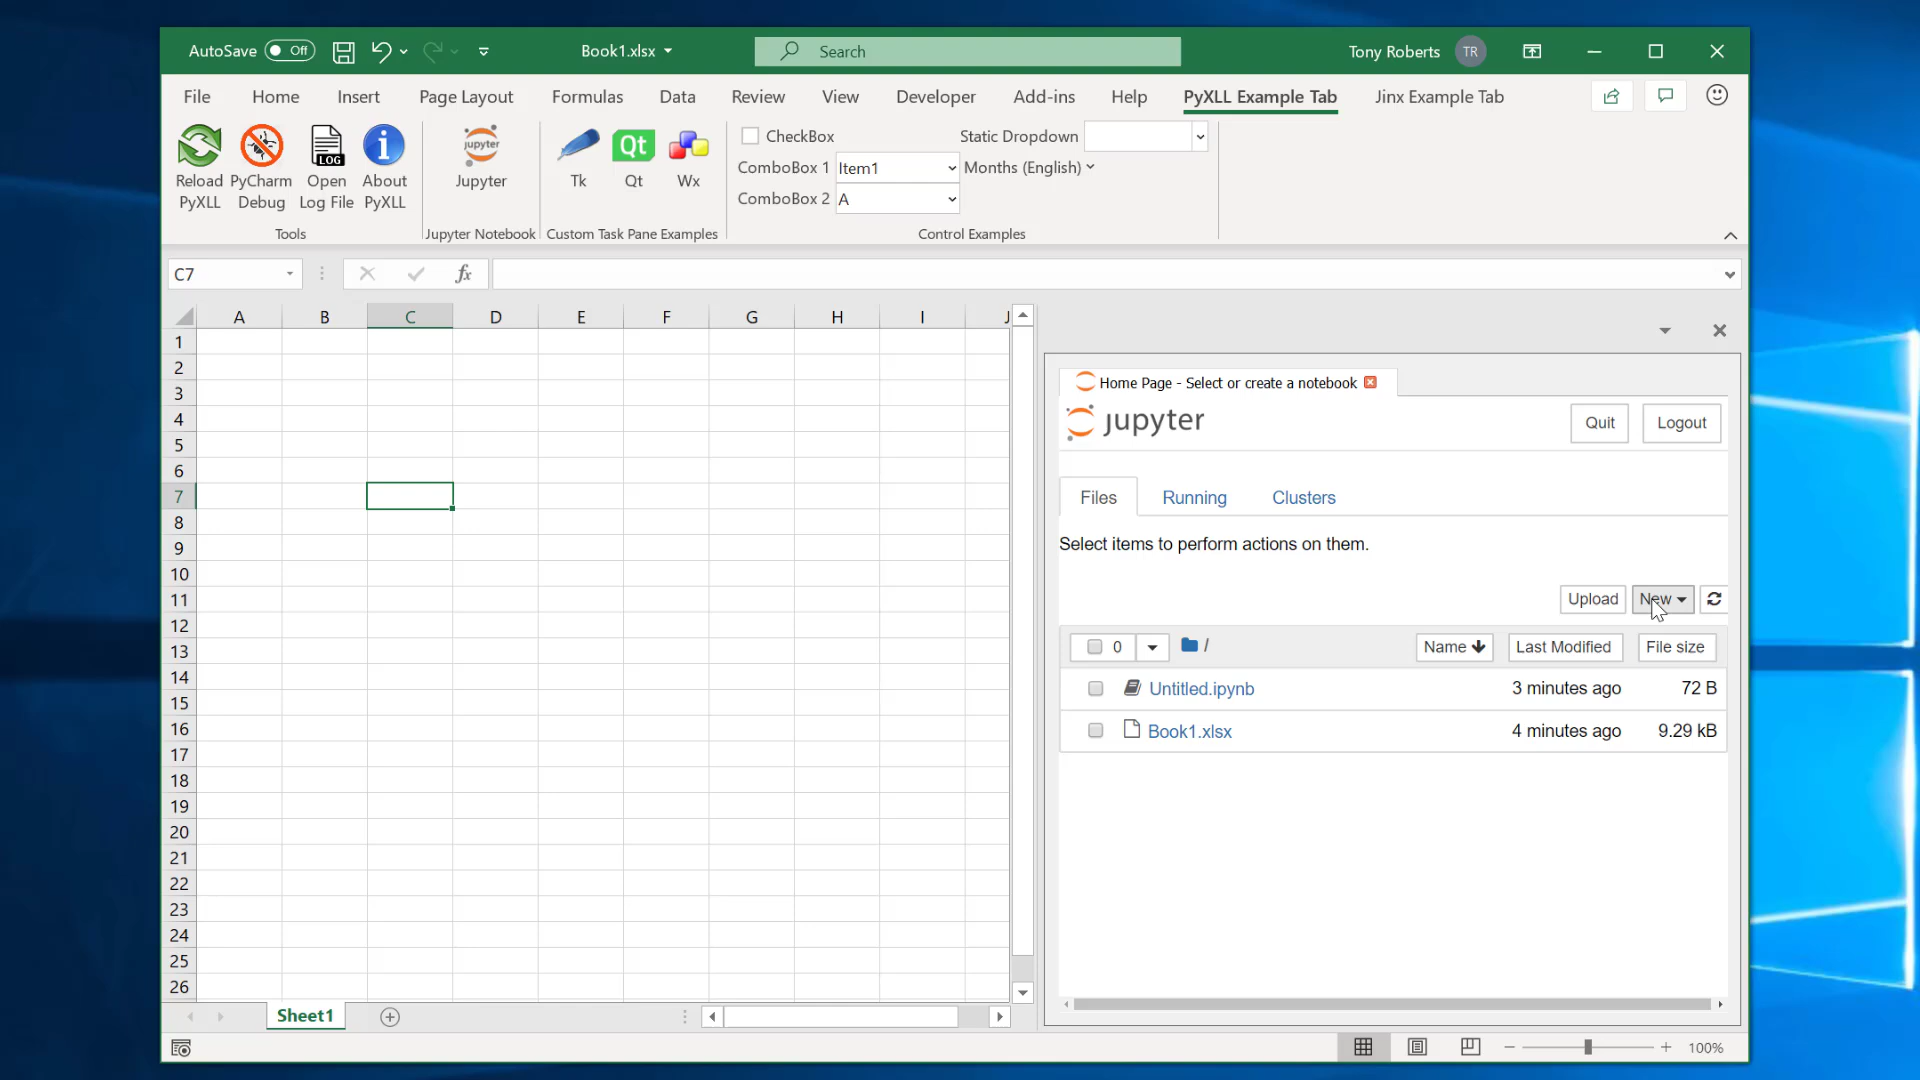 AutoSave Off Book1.xlsx Search Tony Roberts TR
File Home Insert Page Layout Formulas Data Review View Developer Add-ins Help PyXLL Example Tab Jinx Example Tab
Reload PyXLL
PyCharm Debug
LOG
Open Log File
About PyXLL
Tools
jupyter
Jupyter
Jupyter Notebook
Tk
Qt
Qt
Wx
Custom Task Pane Examples
CheckBox Static Dropdown
ComboBox 1 Item1 Months (English)
ComboBox 2 A
Control Examples
C7 fx
A B C D E F G H I J
1
2
3
4
5
6
7
8
9
10
11
12
13
14
15
16
17
18
19
20
21
22
23
24
25
26
Home Page - Select or create a notebook
jupyter Quit Logout
Files Running Clusters
Select items to perform actions on them.
Upload New
0 / Name Last Modified File size
Untitled.ipynb 3 minutes ago 72 B
Book1.xlsx 4 minutes ago 9.29 kB
Sheet1
100%